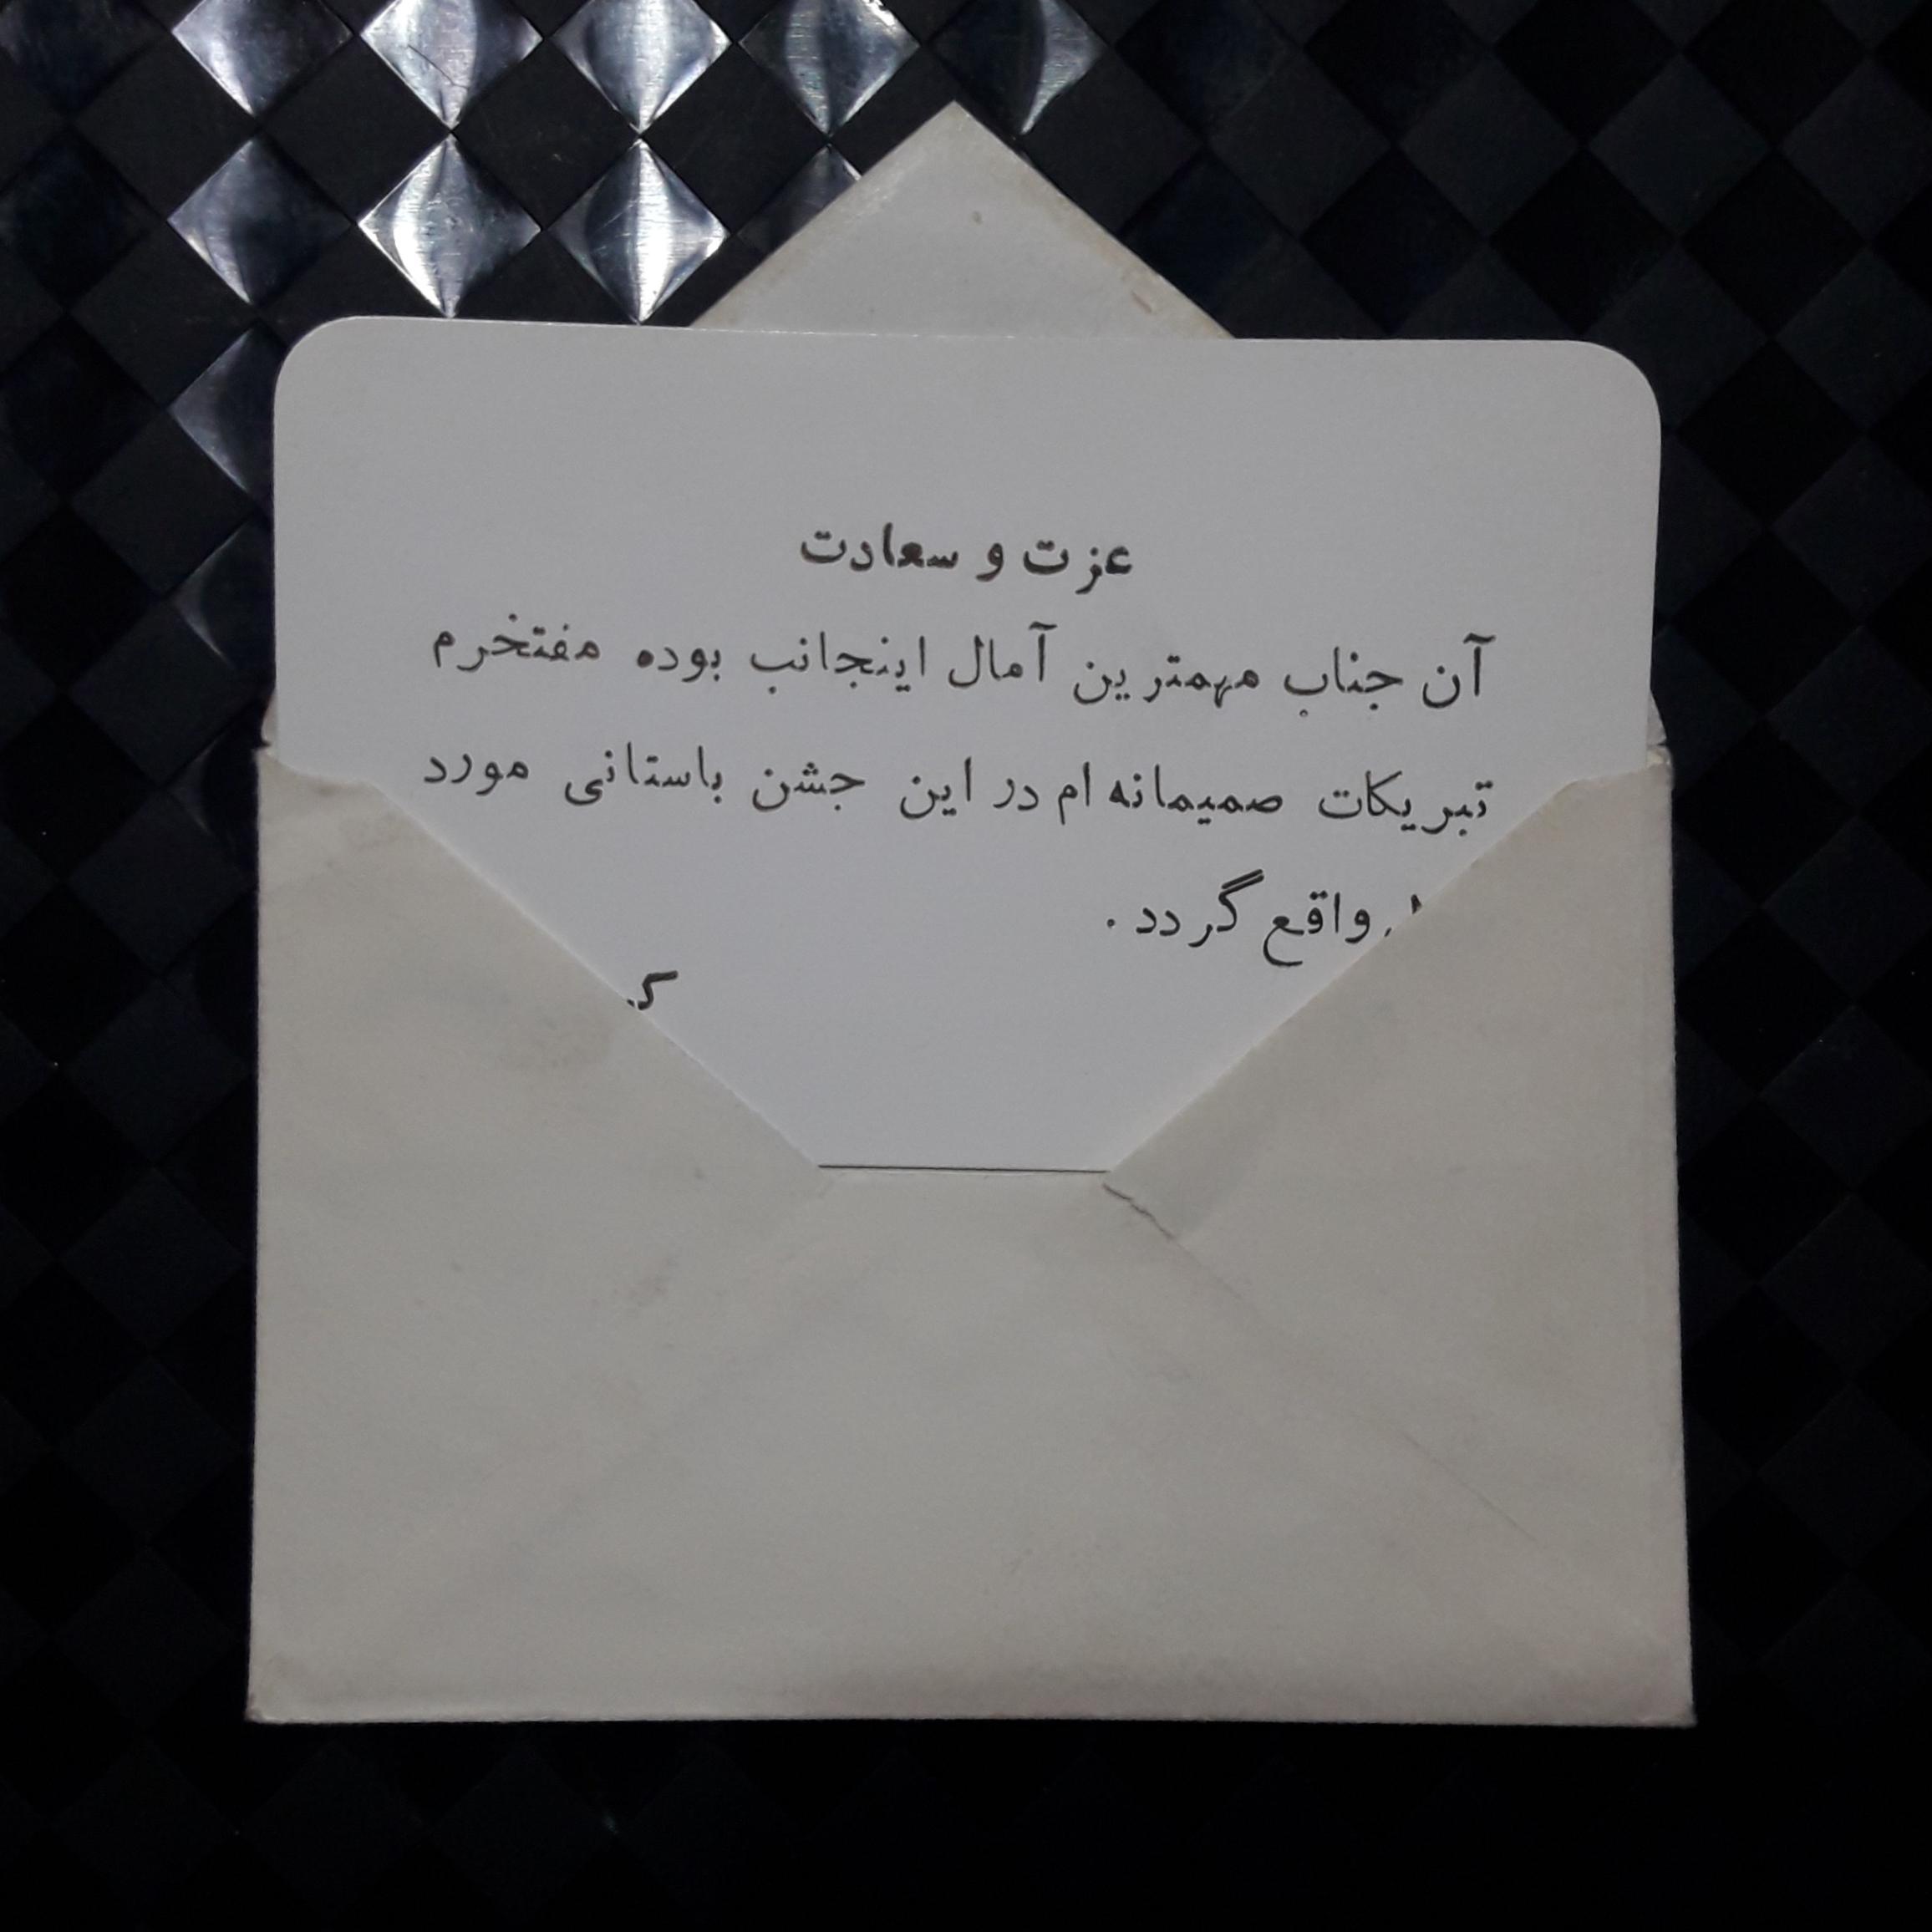 عزت و سعادت
آن جناب مهمترین آمال اینجانب بوده مفتخرم
تبریکات صمیمانه ام در این جشن باستانی مورد
واقع گردد .